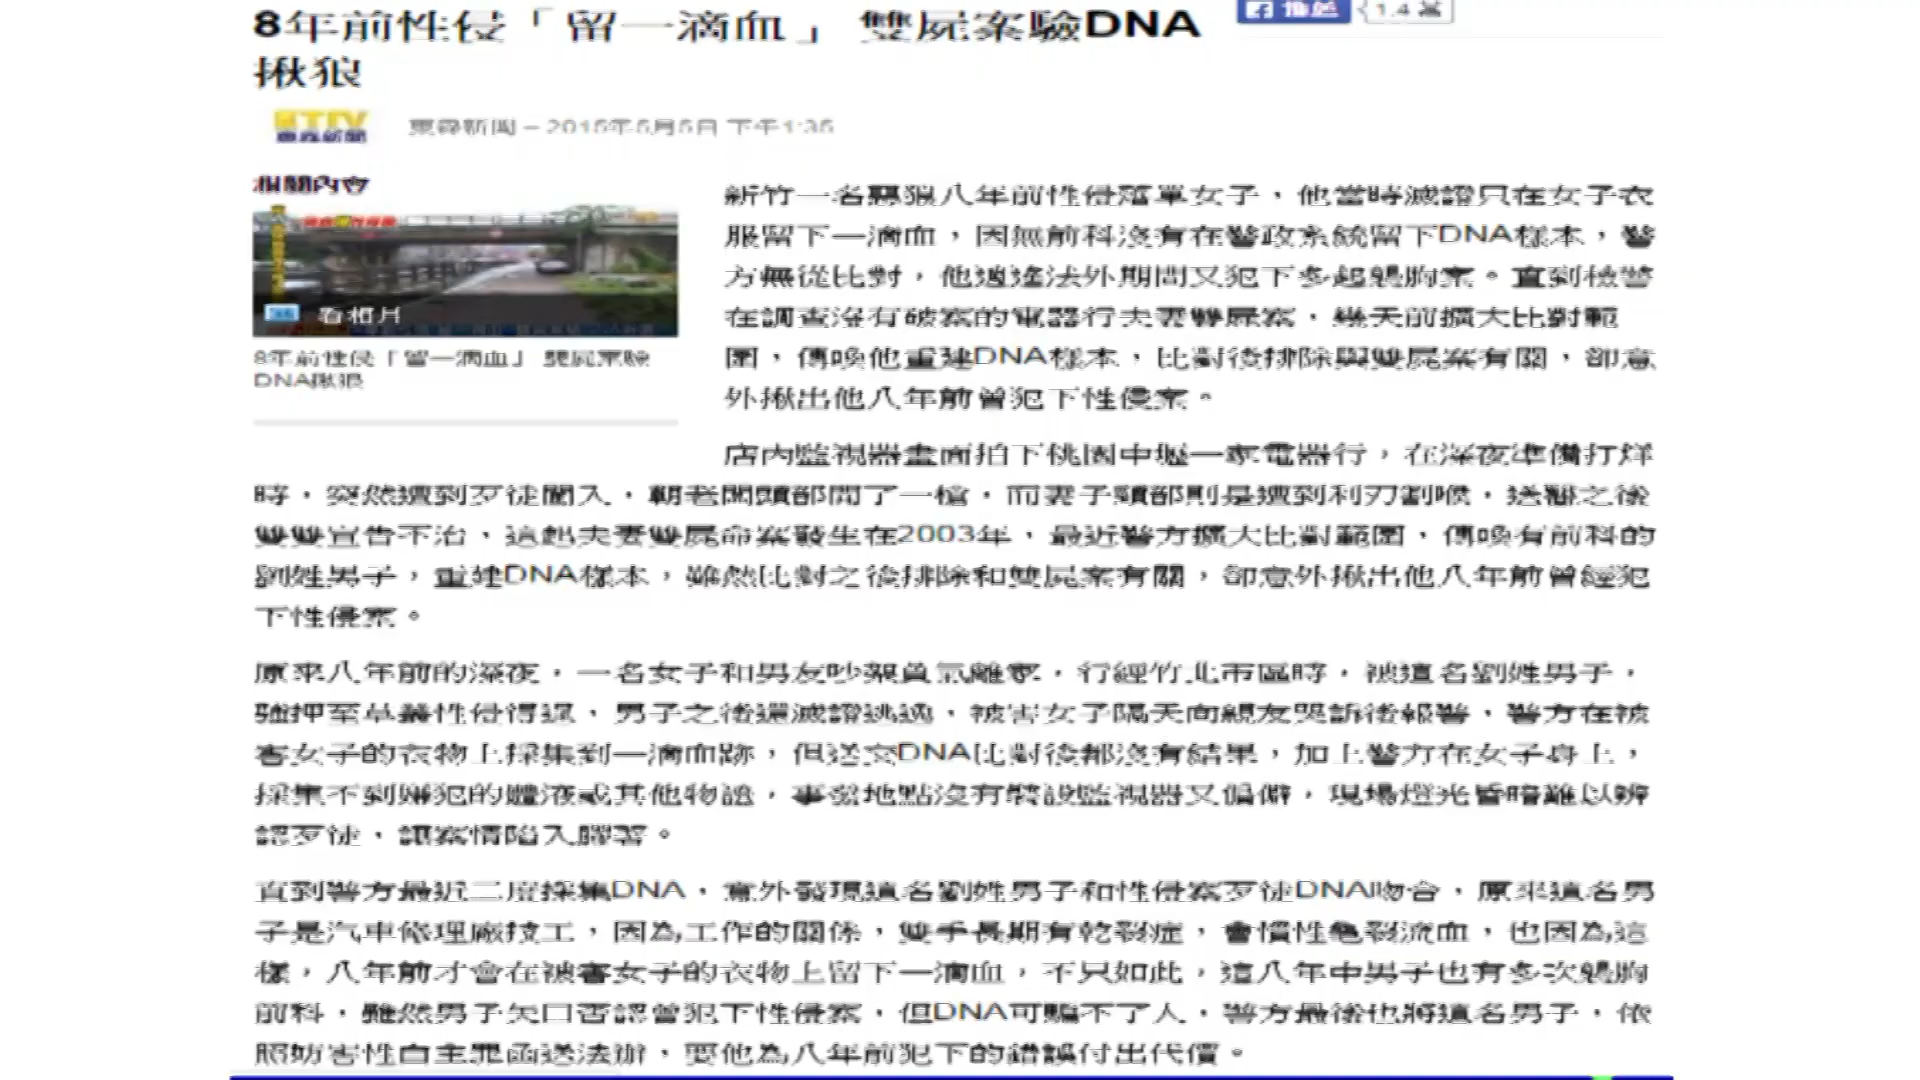 8年前性侵「留一滴血」 雙屍案驗DNA
揪狼
推薦
1.4 萬
ETTV
東森新聞
東森新聞 – 2015年5月5日 下午1:35
相關內容
看相片
8年前性侵「留一滴血」 雙屍案驗
DNA揪狼
新竹一名惡狼八年前性侵落單女子，他當時滅證只在女子衣
服留下一滴血，因無前科沒有在警政系統留下DNA樣本，警
方無從比對，他逍遙法外期間又犯下多起襲胸案。直到檢警
在調查沒有破案的電器行夫妻雙屍案，幾天前擴大比對範
圍，傳喚他重建DNA樣本，比對後排除與雙屍案有關，卻意
外揪出他八年前曾犯下性侵案。
店內監視器畫面拍下桃園中壢一家電器行，在深夜準備打烊
時，突然遭到歹徒闖入，朝老闆頭部開了一槍，而妻子頸部則是遭到利刃割喉，送醫之後
雙雙宣告不治，這起夫妻雙屍命案發生在2003年，最近警方擴大比對範圍，傳喚有前科的
劉姓男子，重建DNA樣本，雖然比對之後排除和雙屍案有關，卻意外揪出他八年前曾經犯
下性侵案。
原來八年前的深夜，一名女子和男友吵架負氣離家，行經竹北市區時，被這名劉姓男子，
強押至草叢性侵得逞，男子之後還滅證逃逸，被害女子隔天向親友哭訴後報警，警方在被
害女子的衣物上採集到一滴血跡，但送交DNA比對後都沒有結果，加上警方在女子身上，
採集不到嫌犯的體液或其他物證，事發地點沒有裝設監視器又偏僻，現場燈光昏暗難以辨
認歹徒，讓案情陷入膠著。
直到警方最近二度採集DNA，意外發現這名劉姓男子和性侵案歹徒DNA吻合，原來這名男
子是汽車修理廠技工，因為工作的關係，雙手長期有乾裂症，會慣性龜裂流血，也因為這
樣，八年前才會在被害女子的衣物上留下一滴血，不只如此，這八年中男子也有多次襲胸
前科，雖然男子矢口否認曾犯下性侵案，但DNA可騙不了人，警方最後也將這名男子，依
照妨害性自主罪函送法辦，要他為八年前犯下的錯誤付出代價。